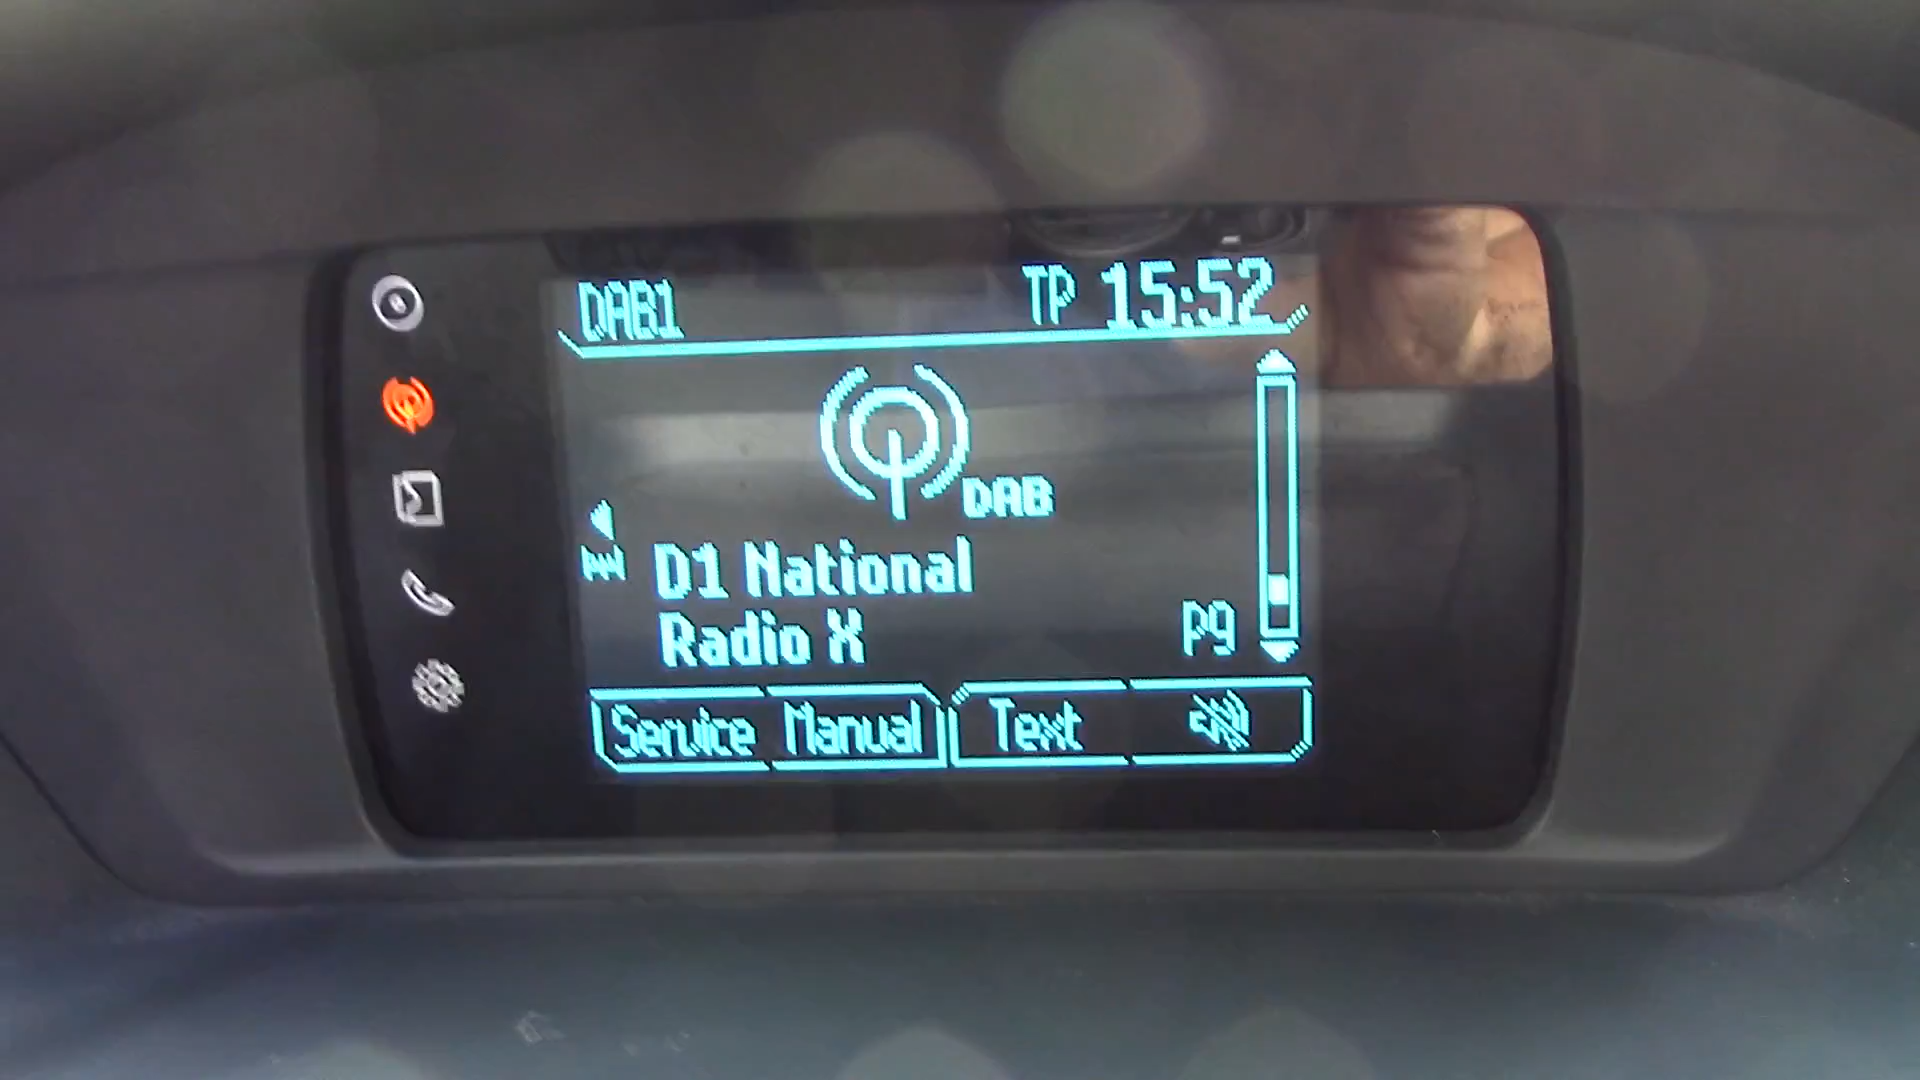 DAB1 TP 15:52
DAB
D1 National
Radio X P9
Service Manual Text